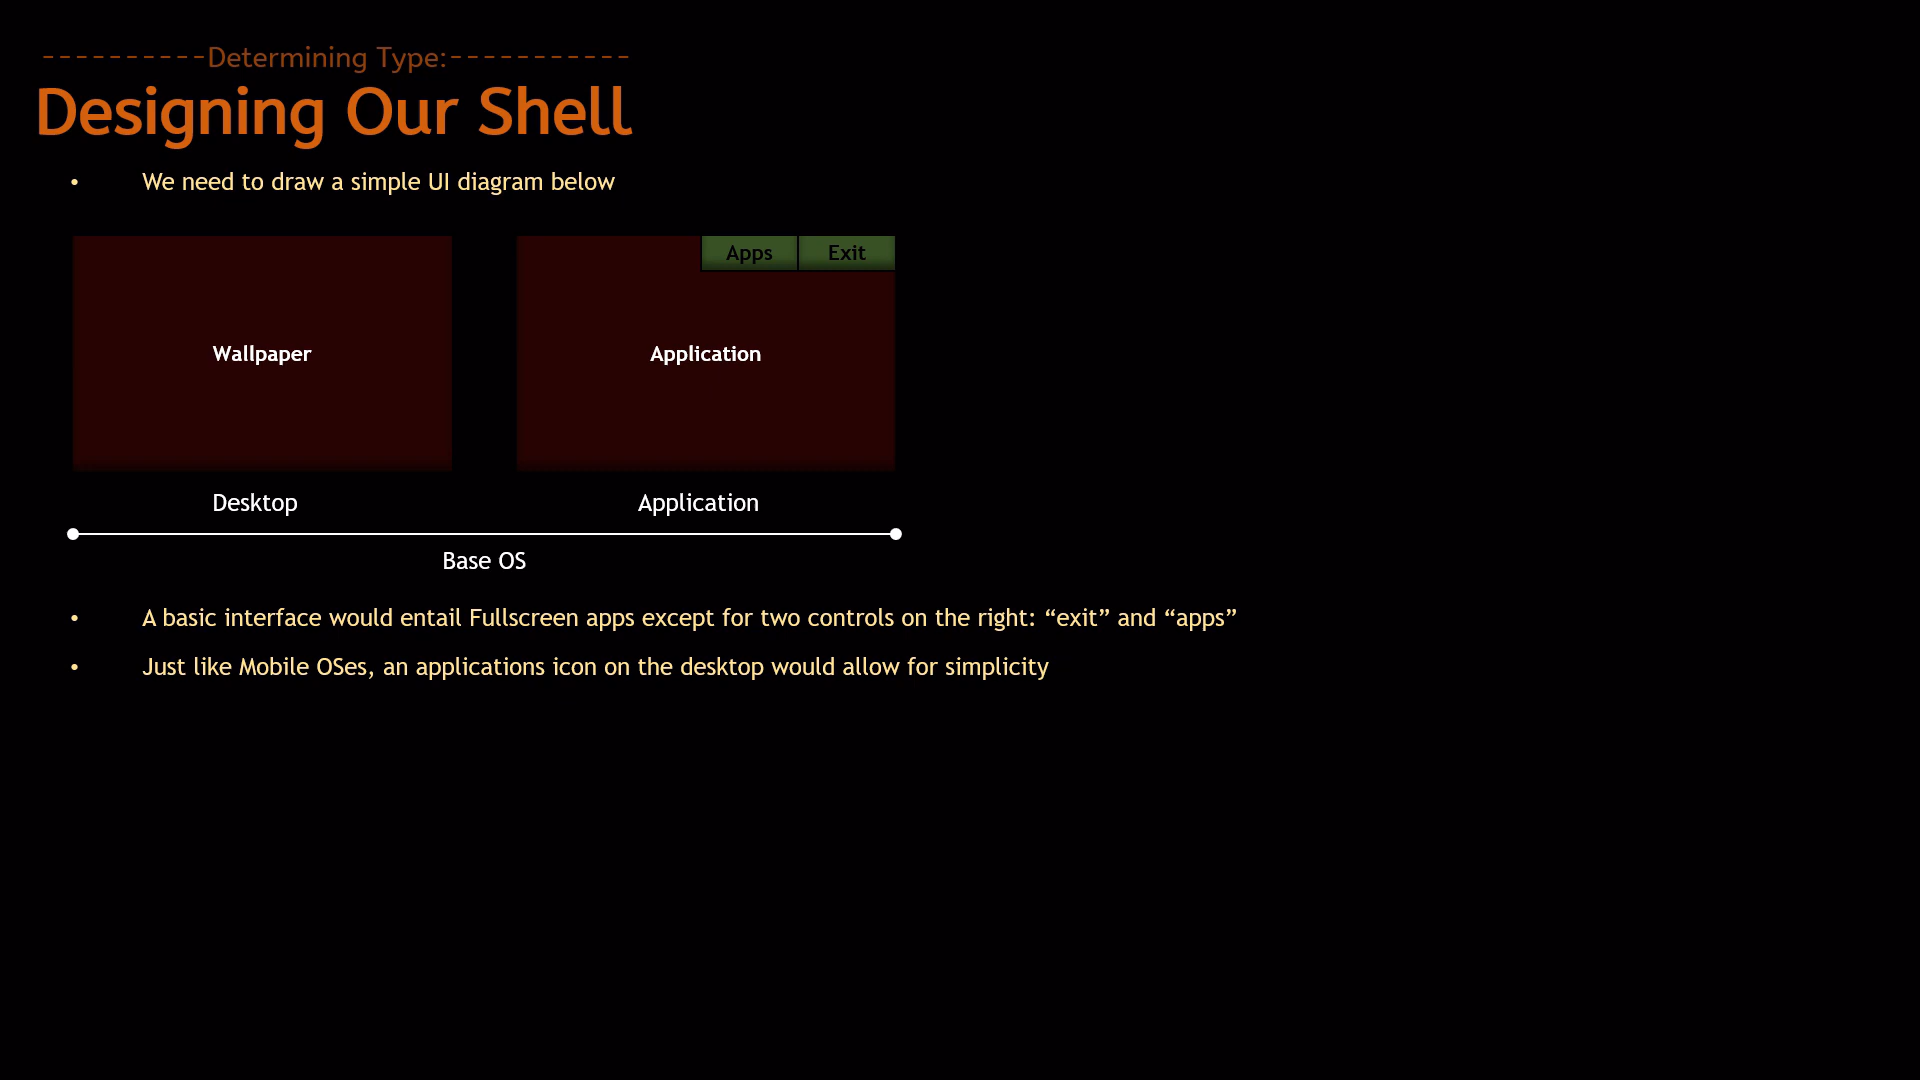 ----------Determining Type:-----------
Designing Our Shell
• We need to draw a simple UI diagram below
Apps Exit
Wallpaper Application
Desktop Application
Base OS
• A basic interface would entail Fullscreen apps except for two controls on the right: “exit” and “apps”
• Just like Mobile OSes, an applications icon on the desktop would allow for simplicity